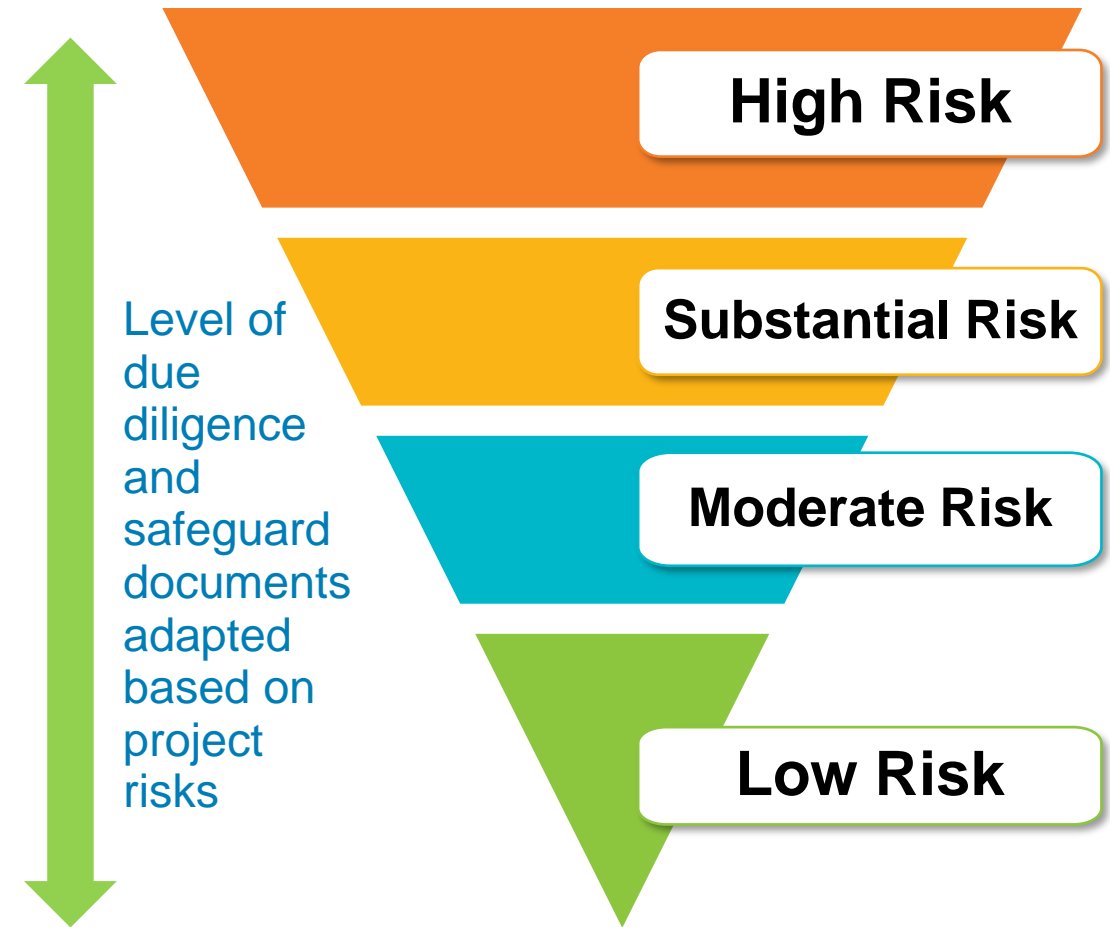 High Risk
Substantial Risk
Level of
due
diligence
and
safeguard
documents
adapted
based on
project
risks
Moderate Risk
Low Risk